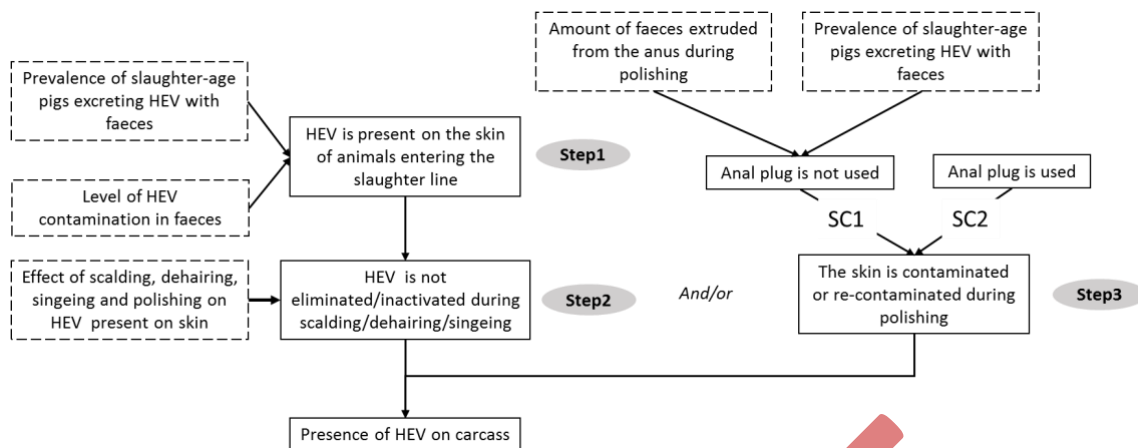 Prevalence of slaughter-age
pigs excreting HEV with
faeces
Level of HEV
contamination in faeces
Effect of scalding, dehairing,
singeing and polishing on
HEV present on skin
HEV is present on the skin
of animals entering the
slaughter line
Step1
HEV is not
eliminated/inactivated during
scalding/dehairing/singeing
Step2
And/or
Amount of faeces extruded
from the anus during
polishing
Prevalence of slaughter-age
pigs excreting HEV with
faeces
Anal plug is not used
Anal plug is used
SC1
SC2
The skin is contaminated
or re-contaminated during
polishing
Step3
Presence of HEV on carcass